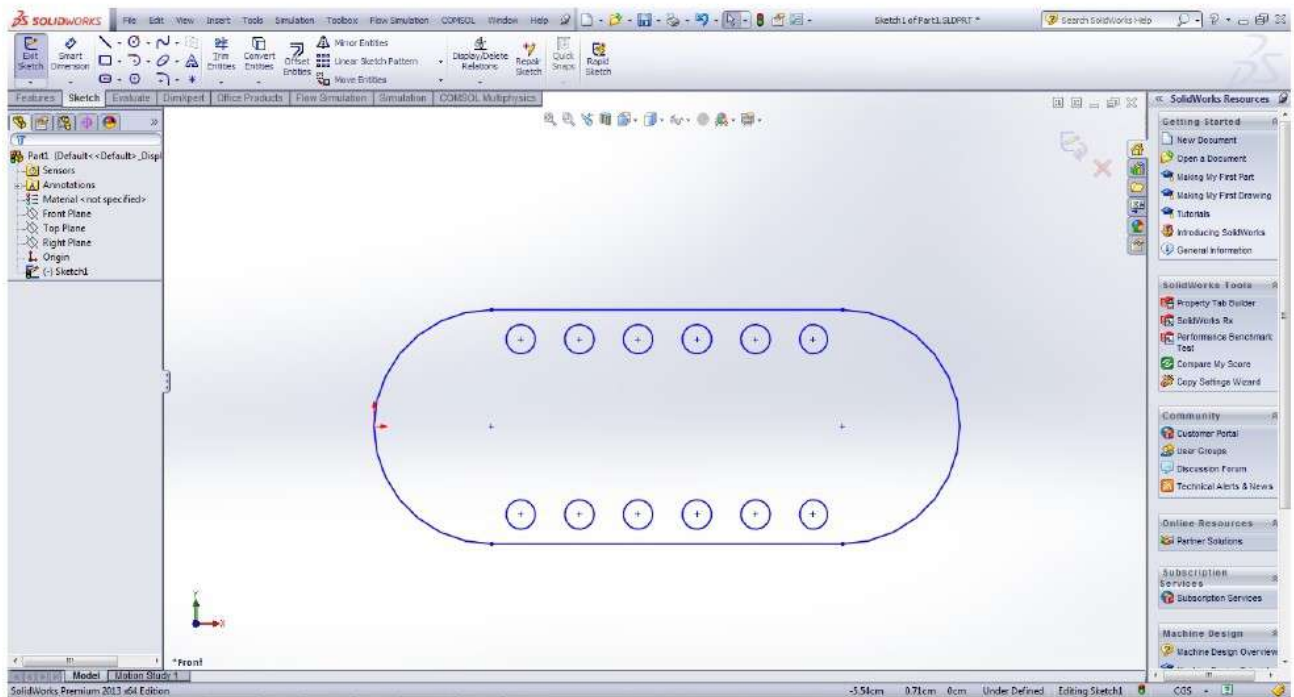 SOLIDWORKS File Edit View Insert Tools Simulation Toolbox Flow Simulation COMSOL Window Help Sketch1 of Part1.SLDPRT * Search SolidWorks Help
Exit Sketch
Smart Dimension
Trim Entities
Convert Entities
Offset Entities
Mirror Entities
Linear Sketch Pattern
Move Entities
Display/Delete Relations
Repair Sketch
Quick Snaps
Rapid Sketch
Features Sketch Evaluate DimXpert Office Products Flow Simulation Simulation COMSOL Multiphysics
Part1 (Default<<Default>_Displ
Sensors
Annotations
Material <not specified>
Front Plane
Top Plane
Right Plane
Origin
(-) Sketch1
SolidWorks Resources
Getting Started
New Document
Open a Document
Making My First Part
Making My First Drawing
Tutorials
Introducing SolidWorks
General Information
SolidWorks Tools
Property Tab Builder
SolidWorks Rx
Performance Benchmark Test
Compare My Score
Copy Settings Wizard
Community
Customer Portal
User Groups
Discussion Forum
Technical Alerts & News
Online Resources
Partner Solutions
Subscription Services
Subscription Services
Machine Design
Machine Design Overview
Y
X
*Front
Model Motion Study 1
SolidWorks Premium 2013 x64 Edition -3.54cm 0.71cm 0cm Under Defined Editing Sketch1 CGS